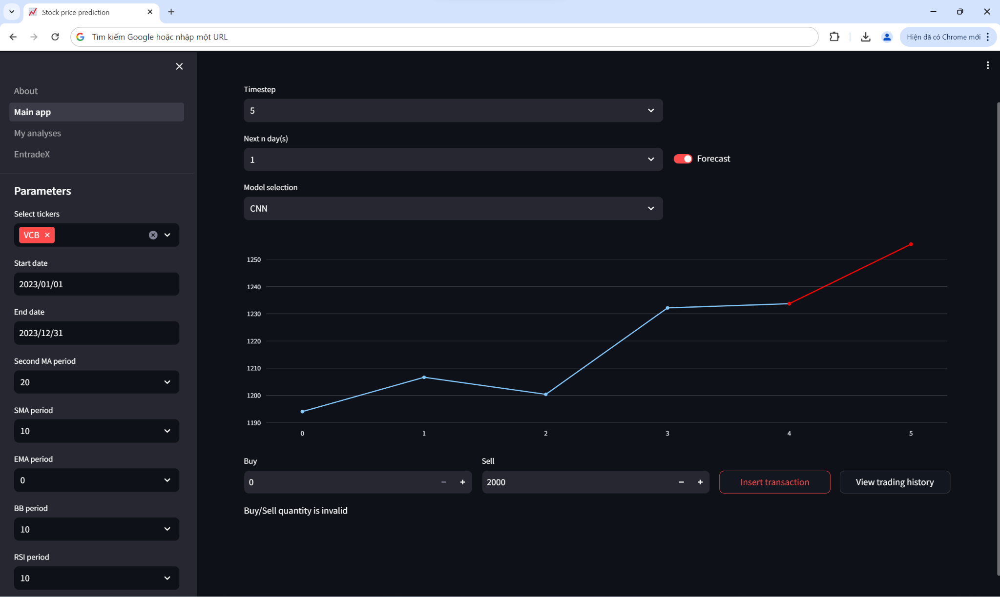 Stock price prediction
Tìm kiếm Google hoặc nhập một URL
Hiện đã có Chrome mới
About
Main app
My analyses
EntradeX
Parameters
Select tickers
VCB
Start date
2023/01/01
End date
2023/12/31
Second MA period
20
SMA period
10
EMA period
0
BB period
10
RSI period
10
Timestep
5
Next n day(s)
1
Forecast
Model selection
CNN
1250
1240
1230
1220
1210
1200
1190
0 1 2 3 4 5
Buy
0
Sell
2000
Insert transaction
View trading history
Buy/Sell quantity is invalid